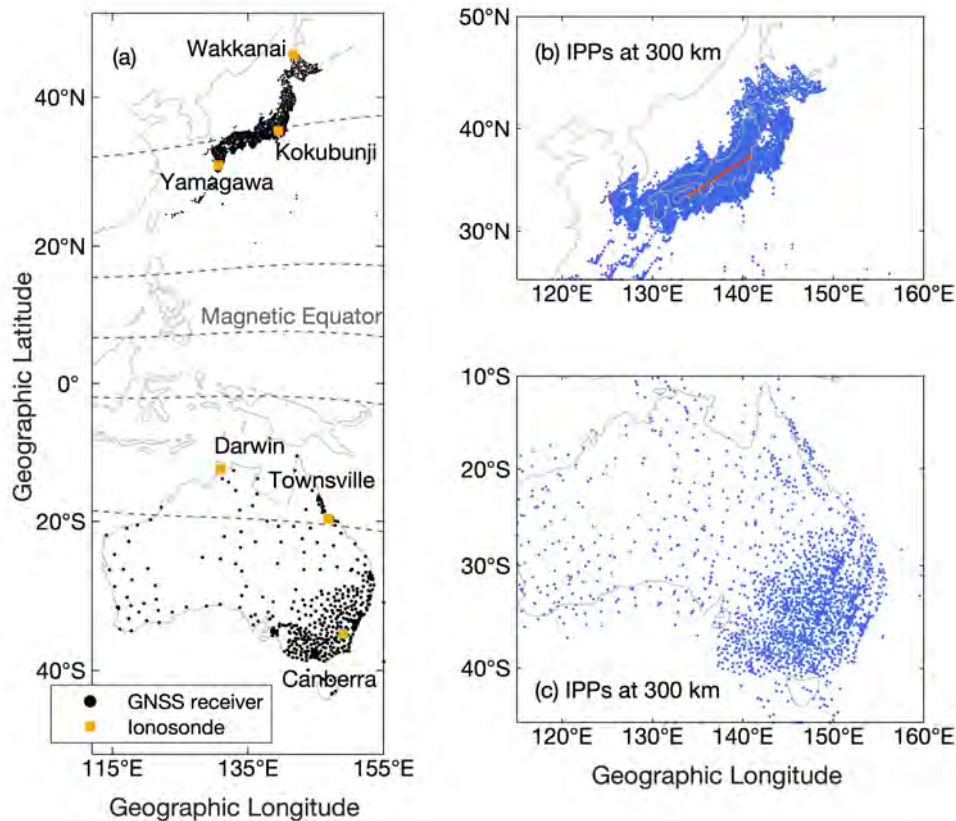 (a)
Wakkanai
40°N
Kokubunji
Yamagawa
20°N
Magnetic Equator
0°
Darwin
Townsville
20°S
40°S
Canberra
GNSS receiver
Ionosonde
115°E
135°E
155°E
Geographic Longitude
Geographic Latitude
50°N
(b) IPPs at 300 km
40°N
30°N
120°E
130°E
140°E
150°E
160°E
10°S
20°S
30°S
40°S
(c) IPPs at 300 km
120°E
130°E
140°E
150°E
160°E
Geographic Longitude